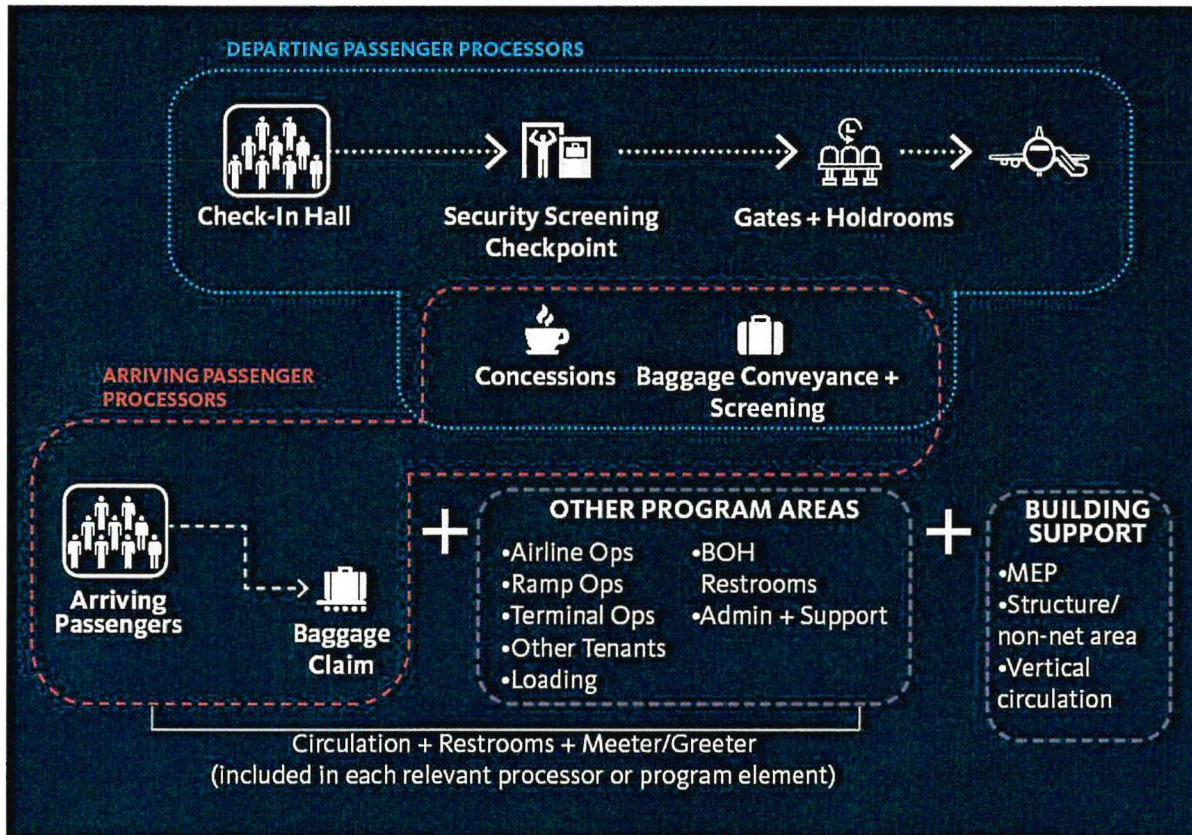 DEPARTING PASSENGER PROCESSORS
Check-In Hall
Security Screening
Checkpoint
Gates + Holdrooms
Concessions
Baggage Conveyance +
Screening
ARRIVING PASSENGER
PROCESSORS
Arriving
Passengers
Baggage
Claim
+
OTHER PROGRAM AREAS
•Airline Ops
•Ramp Ops
•Terminal Ops
•Other Tenants
•Loading
•BOH
Restrooms
•Admin + Support
+
BUILDING
SUPPORT
•MEP
•Structure/
non-net area
•Vertical
circulation
Circulation + Restrooms + Meeter/Greeter
(included in each relevant processor or program element)